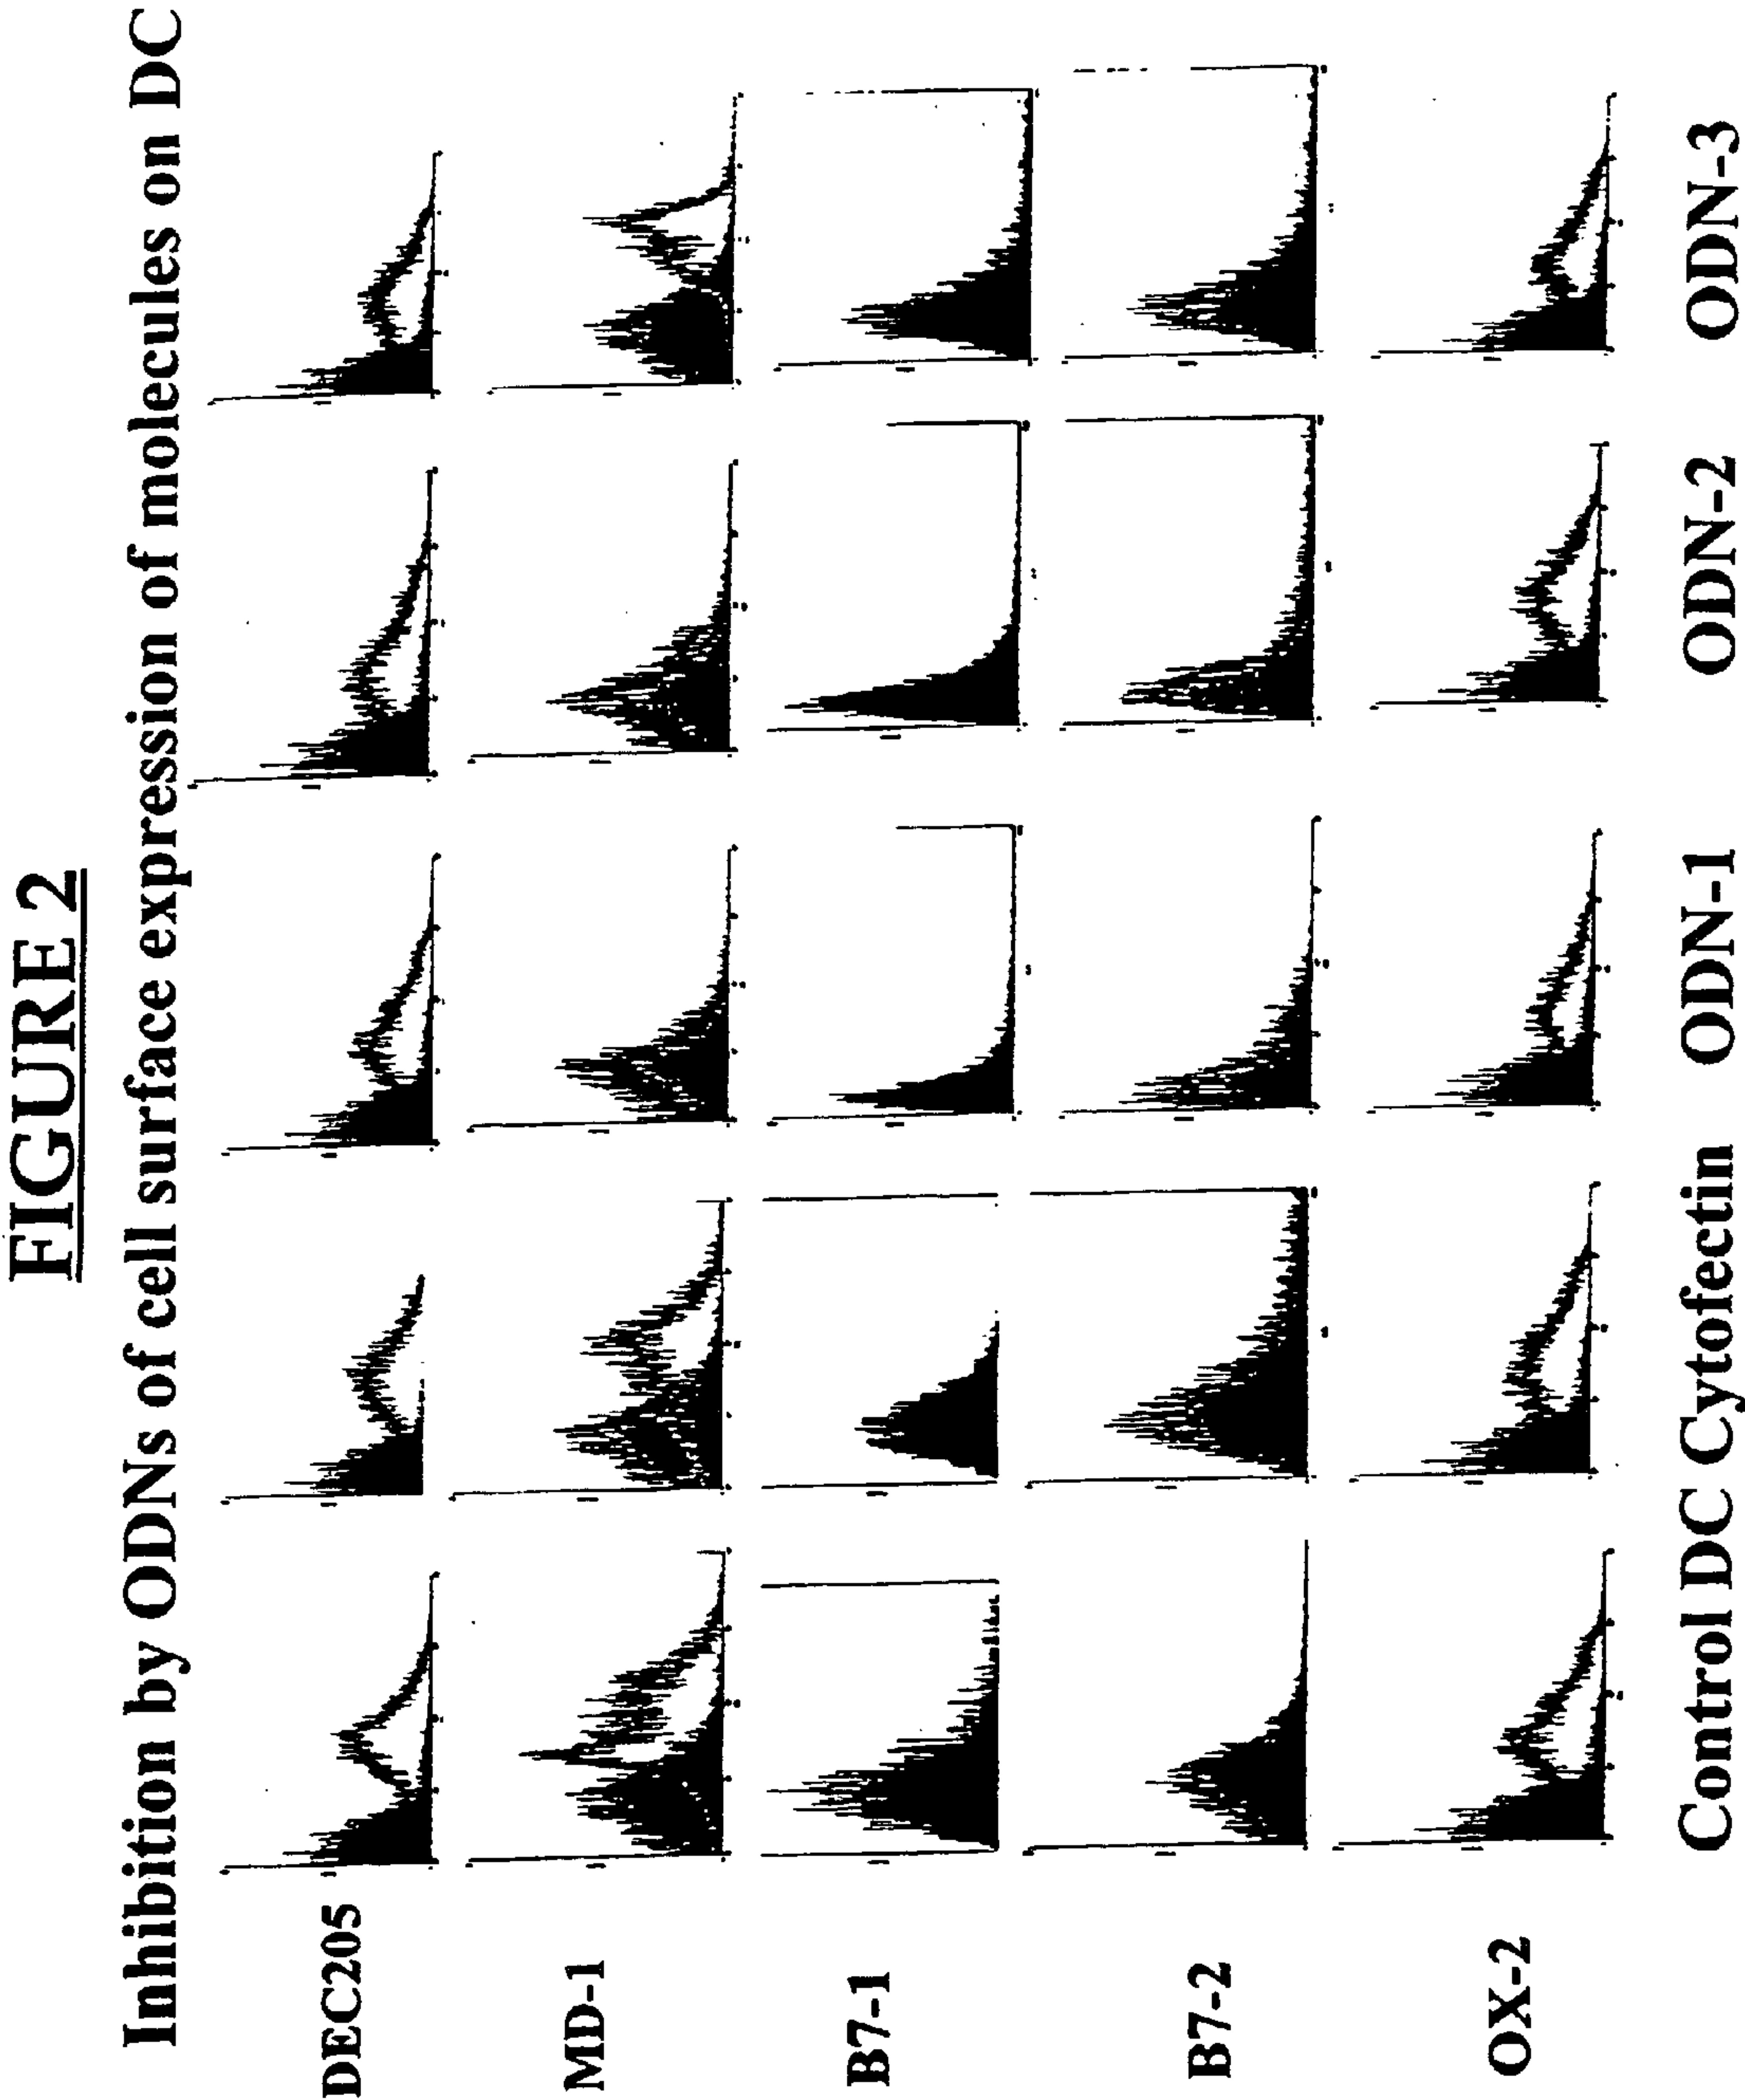 FIGURE 2
Inhibition by ODNs of cell surface expression of molecules on DC
DEC205
MD-1
B7-1
B7-2
OX-2
Control DC Cytofectin ODN-1 ODN-2 ODN-3